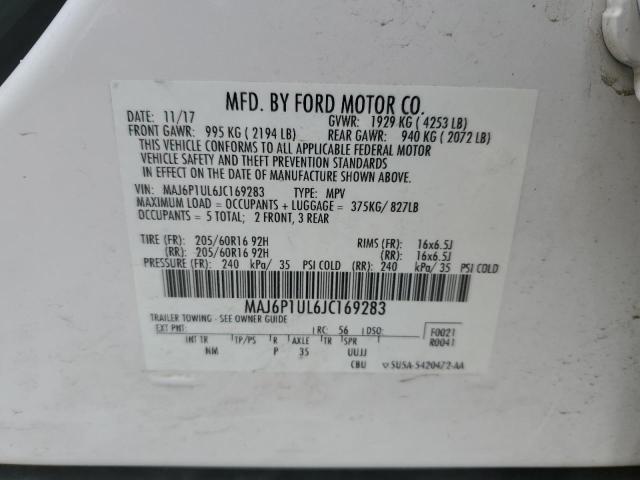 MFD. BY FORD MOTOR CO.
DATE: 11/17 GVWR: 1929 KG ( 4253 LB)
FRONT GAWR: 995 KG ( 2194 LB) REAR GAWR: 940 KG ( 2072 LB)
THIS VEHICLE CONFORMS TO ALL APPLICABLE FEDERAL MOTOR
VEHICLE SAFETY AND THEFT PREVENTION STANDARDS
IN EFFECT ON THE DATE OF MANUFACTURE SHOWN ABOVE.
VIN: MAJ6P1UL6JC169283 TYPE: MPV
MAXIMUM LOAD = OCCUPANTS + LUGGAGE = 375KG/ 827LB
OCCUPANTS = 5 TOTAL; 2 FRONT, 3 REAR
TIRE (FR): 205/60R16 92H RIMS (FR): 16x6.5J
(RR): 205/60R16 92H (RR): 16x6.5J
PRESSURE (FR): 240 kPa/ 35 PSI COLD (RR): 240 kPa/ 35 PSI COLD
MAJ6P1UL6JC169283
TRAILER TOWING - SEE OWNER GUIDE
EXT PNT: RC: 56 DSO: F0021
INT TR TP/PS R AXLE TR SPR R0041
NM P 35 UUJJ
CBU SU5A-5420472-AA